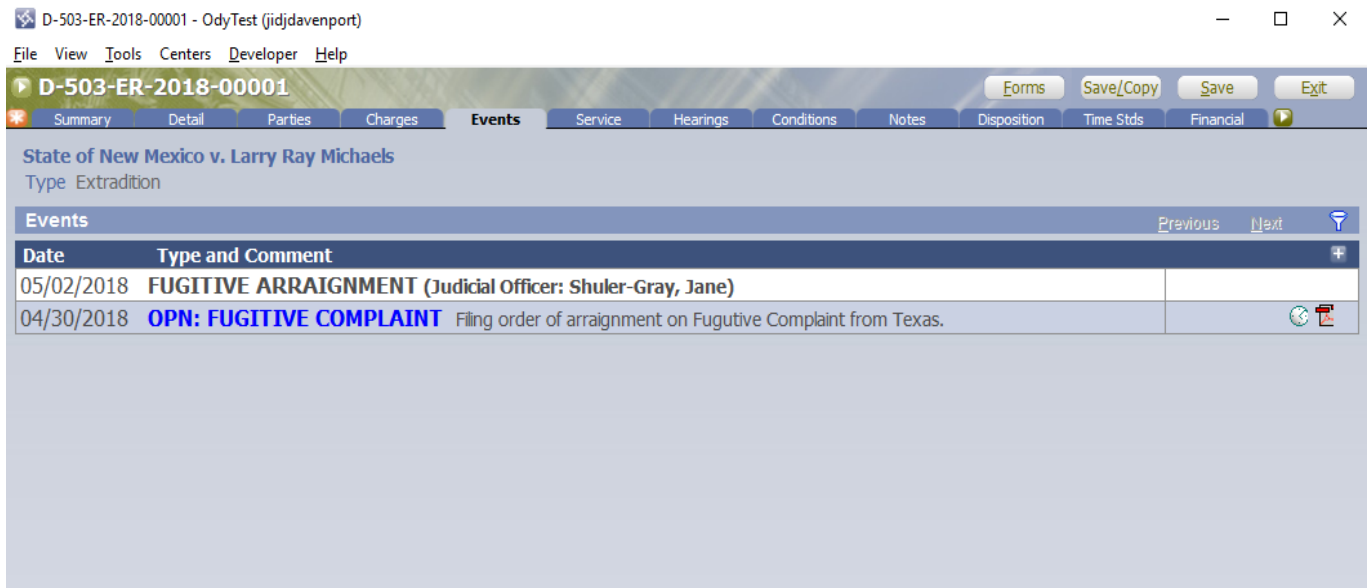 D-503-ER-2018-00001 - OdyTest (jidjdavenport)
File View Tools Centers Developer Help
D-503-ER-2018-00001 Forms Save/Copy Save Exit
Summary Detail Parties Charges Events Service Hearings Conditions Notes Disposition Time Stds Financial
State of New Mexico v. Larry Ray Michaels
Type Extradition
Events Previous Next
Date Type and Comment
05/02/2018 FUGITIVE ARRAIGNMENT (Judicial Officer: Shuler-Gray, Jane)
04/30/2018 OPN: FUGITIVE COMPLAINT Filing order of arraignment on Fugutive Complaint from Texas.